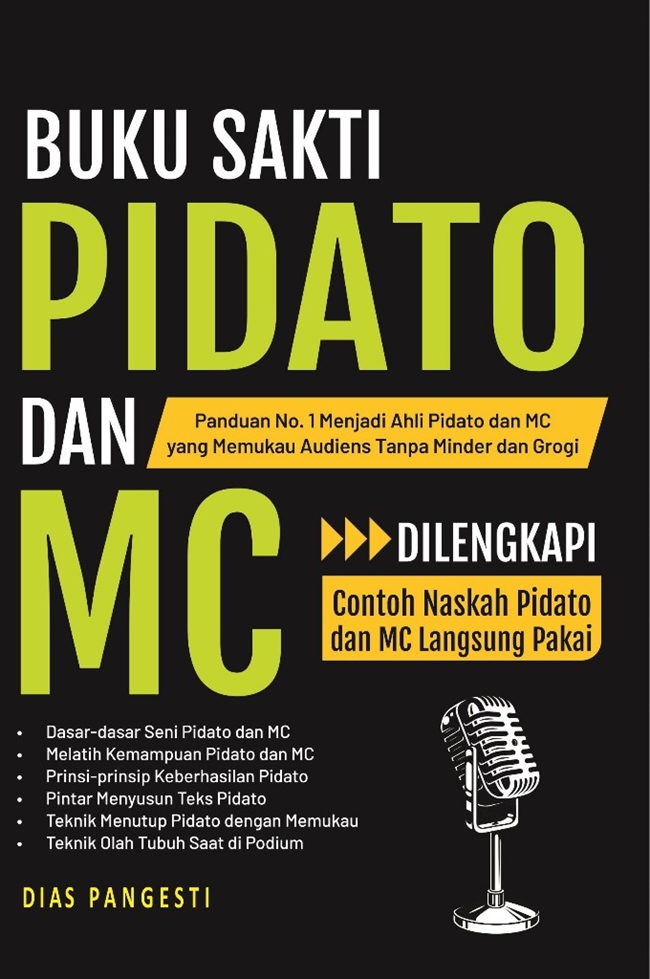 BUKU SAKTI
PIDATO
DAN
Panduan No. 1 Menjadi Ahli Pidato dan MC
yang Memukau Audiens Tanpa Minder dan Grogi
MC
DILENGKAPI
Contoh Naskah Pidato
dan MC Langsung Pakai
• Dasar-dasar Seni Pidato dan MC
• Melatih Kemampuan Pidato dan MC
• Prinsi-prinsip Keberhasilan Pidato
• Pintar Menyusun Teks Pidato
• Teknik Menutup Pidato dengan Memukau
• Teknik Olah Tubuh Saat di Podium
DIAS PANGESTI